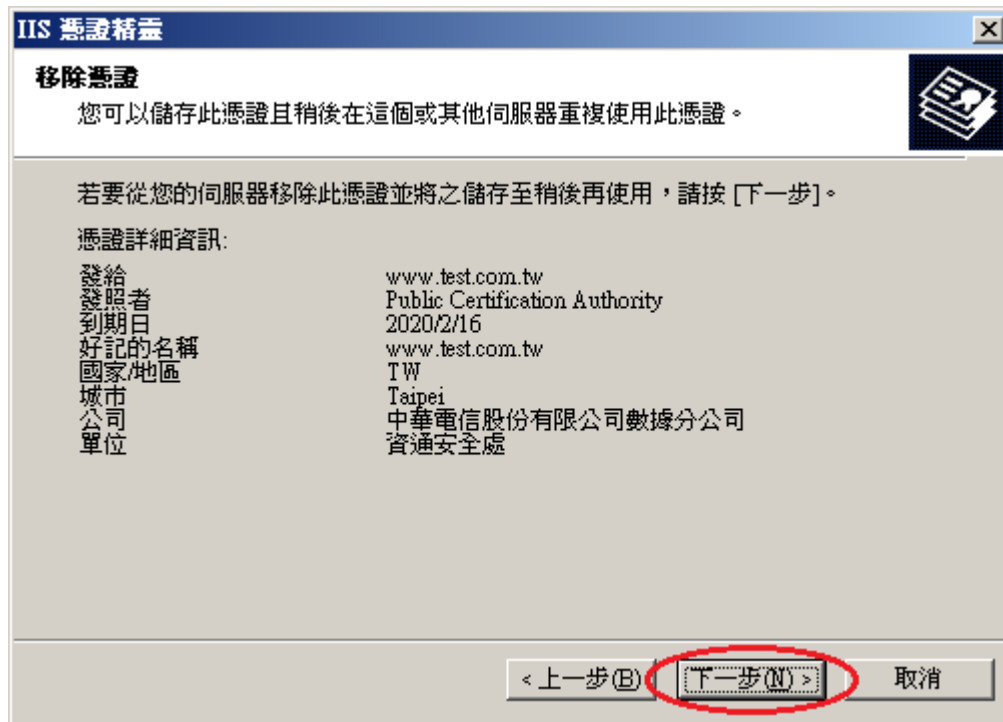 IIS 憑證精靈
移除憑證
您可以儲存此憑證且稍後在這個或其他伺服器重複使用此憑證。
若要從您的伺服器移除此憑證並將之儲存至稍後再使用，請按 [下一步]。
憑證詳細資訊:
發給 www.test.com.tw
發照者 Public Certification Authority
到期日 2020/2/16
好記的名稱 www.test.com.tw
國家/地區 TW
城市 Taipei
公司 中華電信股份有限公司數據分公司
單位 資通安全處
< 上一步(B) 下一步(N) > 取消